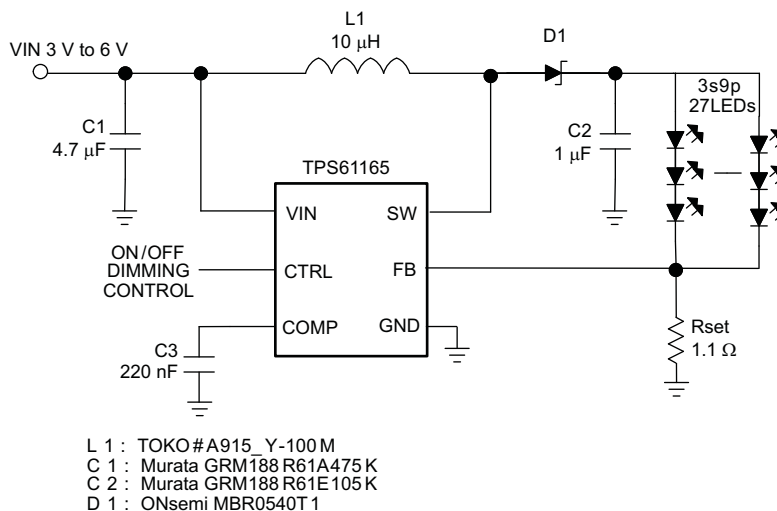 L1
10 μH
D1
VIN 3 V to 6 V
3s9p
27LEDs
C1
4.7 μF
C2
1 μF
TPS61165
VIN
SW
ON/OFF
DIMMING
CONTROL
CTRL
FB
COMP
GND
C3
220 nF
Rset
1.1 Ω
L 1 : TOKO # A915_Y-100 M
C 1 : Murata GRM188 R61A475 K
C 2 : Murata GRM188 R61E105 K
D 1 : ONsemi MBR0540T 1